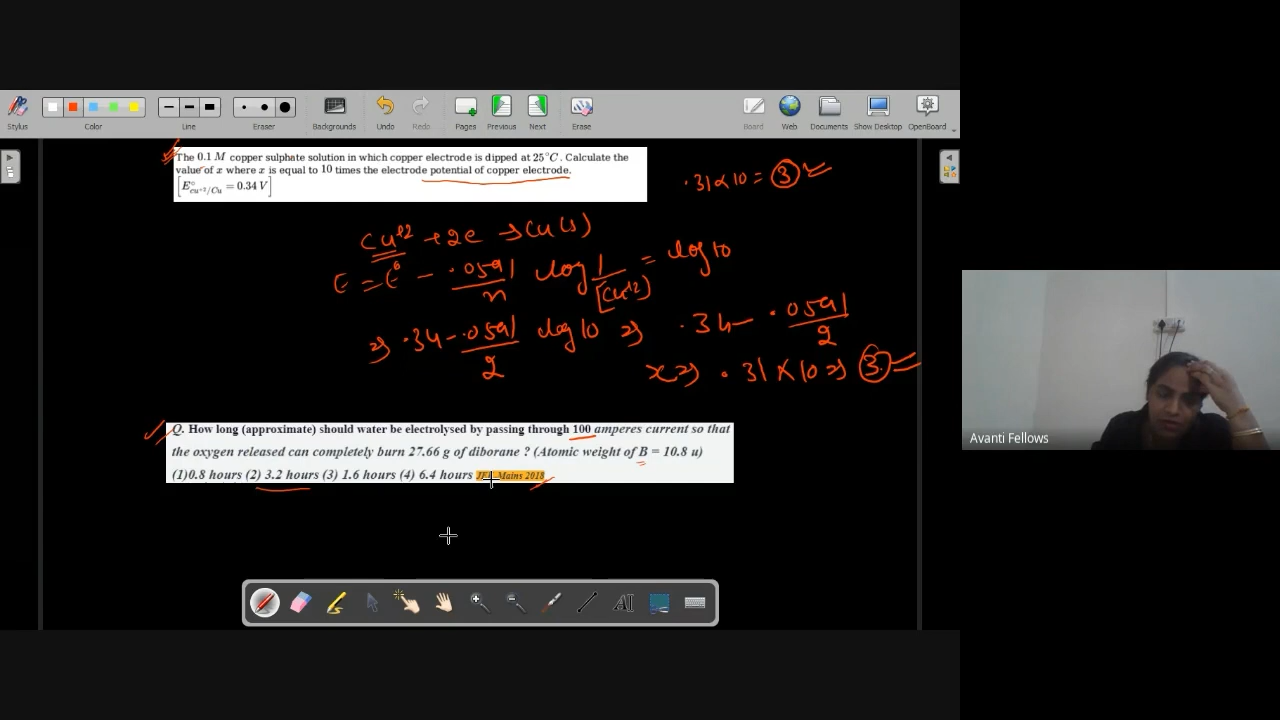 Stylus
Color
Line
Eraser
Backgrounds
Undo
Redo
Pages
Previous
Next
Erase
Board
Web
Documents
Show Desktop
OpenBoard
The 0.1 M copper sulphate solution in which copper electrode is dipped at 25°C. Calculate the
value of x where x is equal to 10 times the electrode potential of copper electrode.
[E°Cu⁺²/Cu = 0.34 V]
.31 × 10 = 3
Cu⁺² + 2e → Cu(s)
E = E° - .0591/n log 1/[Cu⁺²] = log 10
⇒ .34 - .0591/2 log 10 ⇒ .34 - .0591/2
x ⇒ .31 × 10 ⇒ 3
Q. How long (approximate) should water be electrolysed by passing through 100 amperes current so that
the oxygen released can completely burn 27.66 g of diborane ? (Atomic weight of B = 10.8 u)
(1)0.8 hours (2) 3.2 hours (3) 1.6 hours (4) 6.4 hours JEE Mains 2018
Avanti Fellows